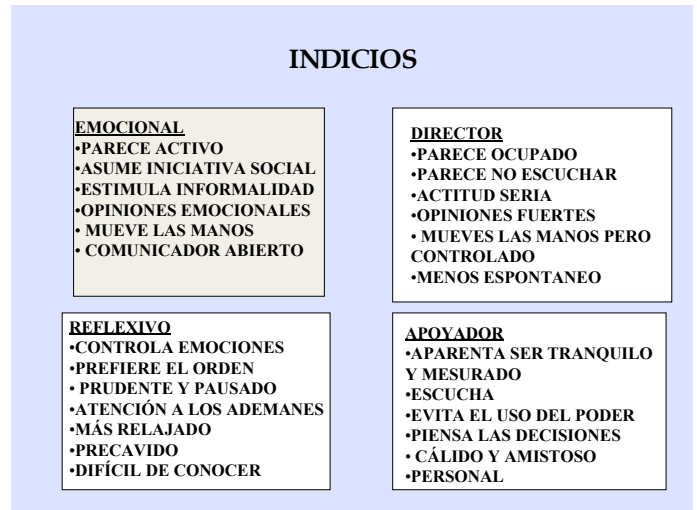 INDICIOS
EMOCIONAL
•PARECE ACTIVO
•ASUME INICIATIVA SOCIAL
•ESTIMULA INFORMALIDAD
•OPINIONES EMOCIONALES
• MUEVE LAS MANOS
• COMUNICADOR ABIERTO
DIRECTOR
•PARECE OCUPADO
•PARECE NO ESCUCHAR
•ACTITUD SERIA
•OPINIONES FUERTES
• MUEVES LAS MANOS PERO
CONTROLADO
•MENOS ESPONTANEO
REFLEXIVO
•CONTROLA EMOCIONES
•PREFIERE EL ORDEN
• PRUDENTE Y PAUSADO
•ATENCIÓN A LOS ADEMANES
•MÁS RELAJADO
•PRECAVIDO
•DIFÍCIL DE CONOCER
APOYADOR
•APARENTA SER TRANQUILO
Y MESURADO
•ESCUCHA
•EVITA EL USO DEL PODER
•PIENSA LAS DECISIONES
• CÁLIDO Y AMISTOSO
•PERSONAL